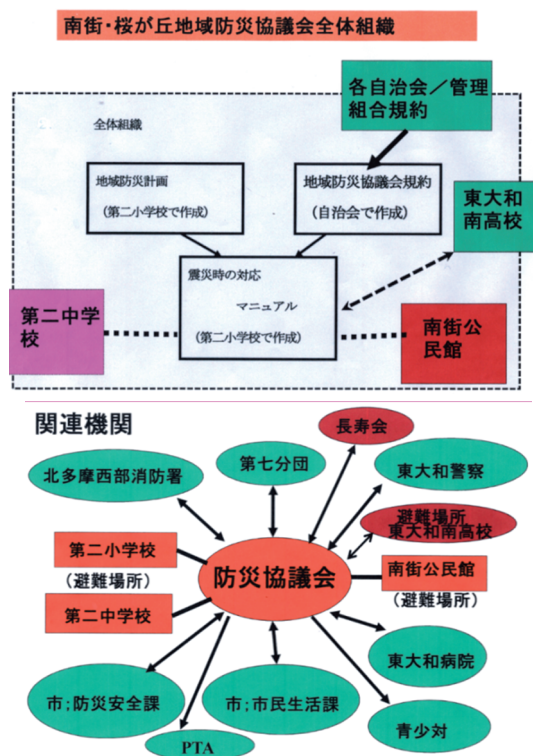 南街・桜が丘地域防災協議会全体組織
各自治会／管理
組合規約
全体組織
地域防災計画
(第二小学校で作成)
地域防災協議会規約
(自治会で作成)
東大和
南高校
震災時の対応
マニュアル
(第二小学校で作成)
第二中学
校
南街公
民館
関連機関
長寿会
北多摩西部消防署
第七分団
東大和警察
避難場所
東大和南高校
第二小学校
(避難場所)
防災協議会
南街公民館
(避難場所)
第二中学校
東大和病院
市;防災安全課
市;市民生活課
青少対
PTA